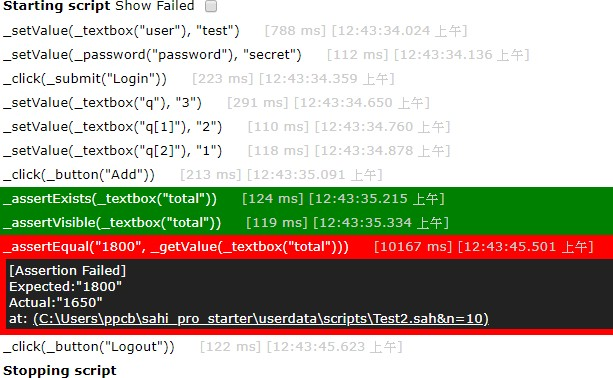 Starting script Show Failed
_setValue(_textbox("user"), "test") [788 ms] [12:43:34.024 上午]
_setValue(_password("password"), "secret") [112 ms] [12:43:34.136 上午]
_click(_submit("Login")) [223 ms] [12:43:34.359 上午]
_setValue(_textbox("q"), "3") [291 ms] [12:43:34.650 上午]
_setValue(_textbox("q[1]"), "2") [110 ms] [12:43:34.760 上午]
_setValue(_textbox("q[2]"), "1") [118 ms] [12:43:34.878 上午]
_click(_button("Add")) [213 ms] [12:43:35.091 上午]
_assertExists(_textbox("total")) [124 ms] [12:43:35.215 上午]
_assertVisible(_textbox("total")) [119 ms] [12:43:35.334 上午]
_assertEqual("1800", _getValue(_textbox("total"))) [10167 ms] [12:43:45.501 上午]
[Assertion Failed]
Expected:"1800"
Actual:"1650"
at: (C:\Users\ppcb\sahi_pro_starter\userdata\scripts\Test2.sah&n=10)
_click(_button("Logout")) [122 ms] [12:43:45.623 上午]
Stopping script